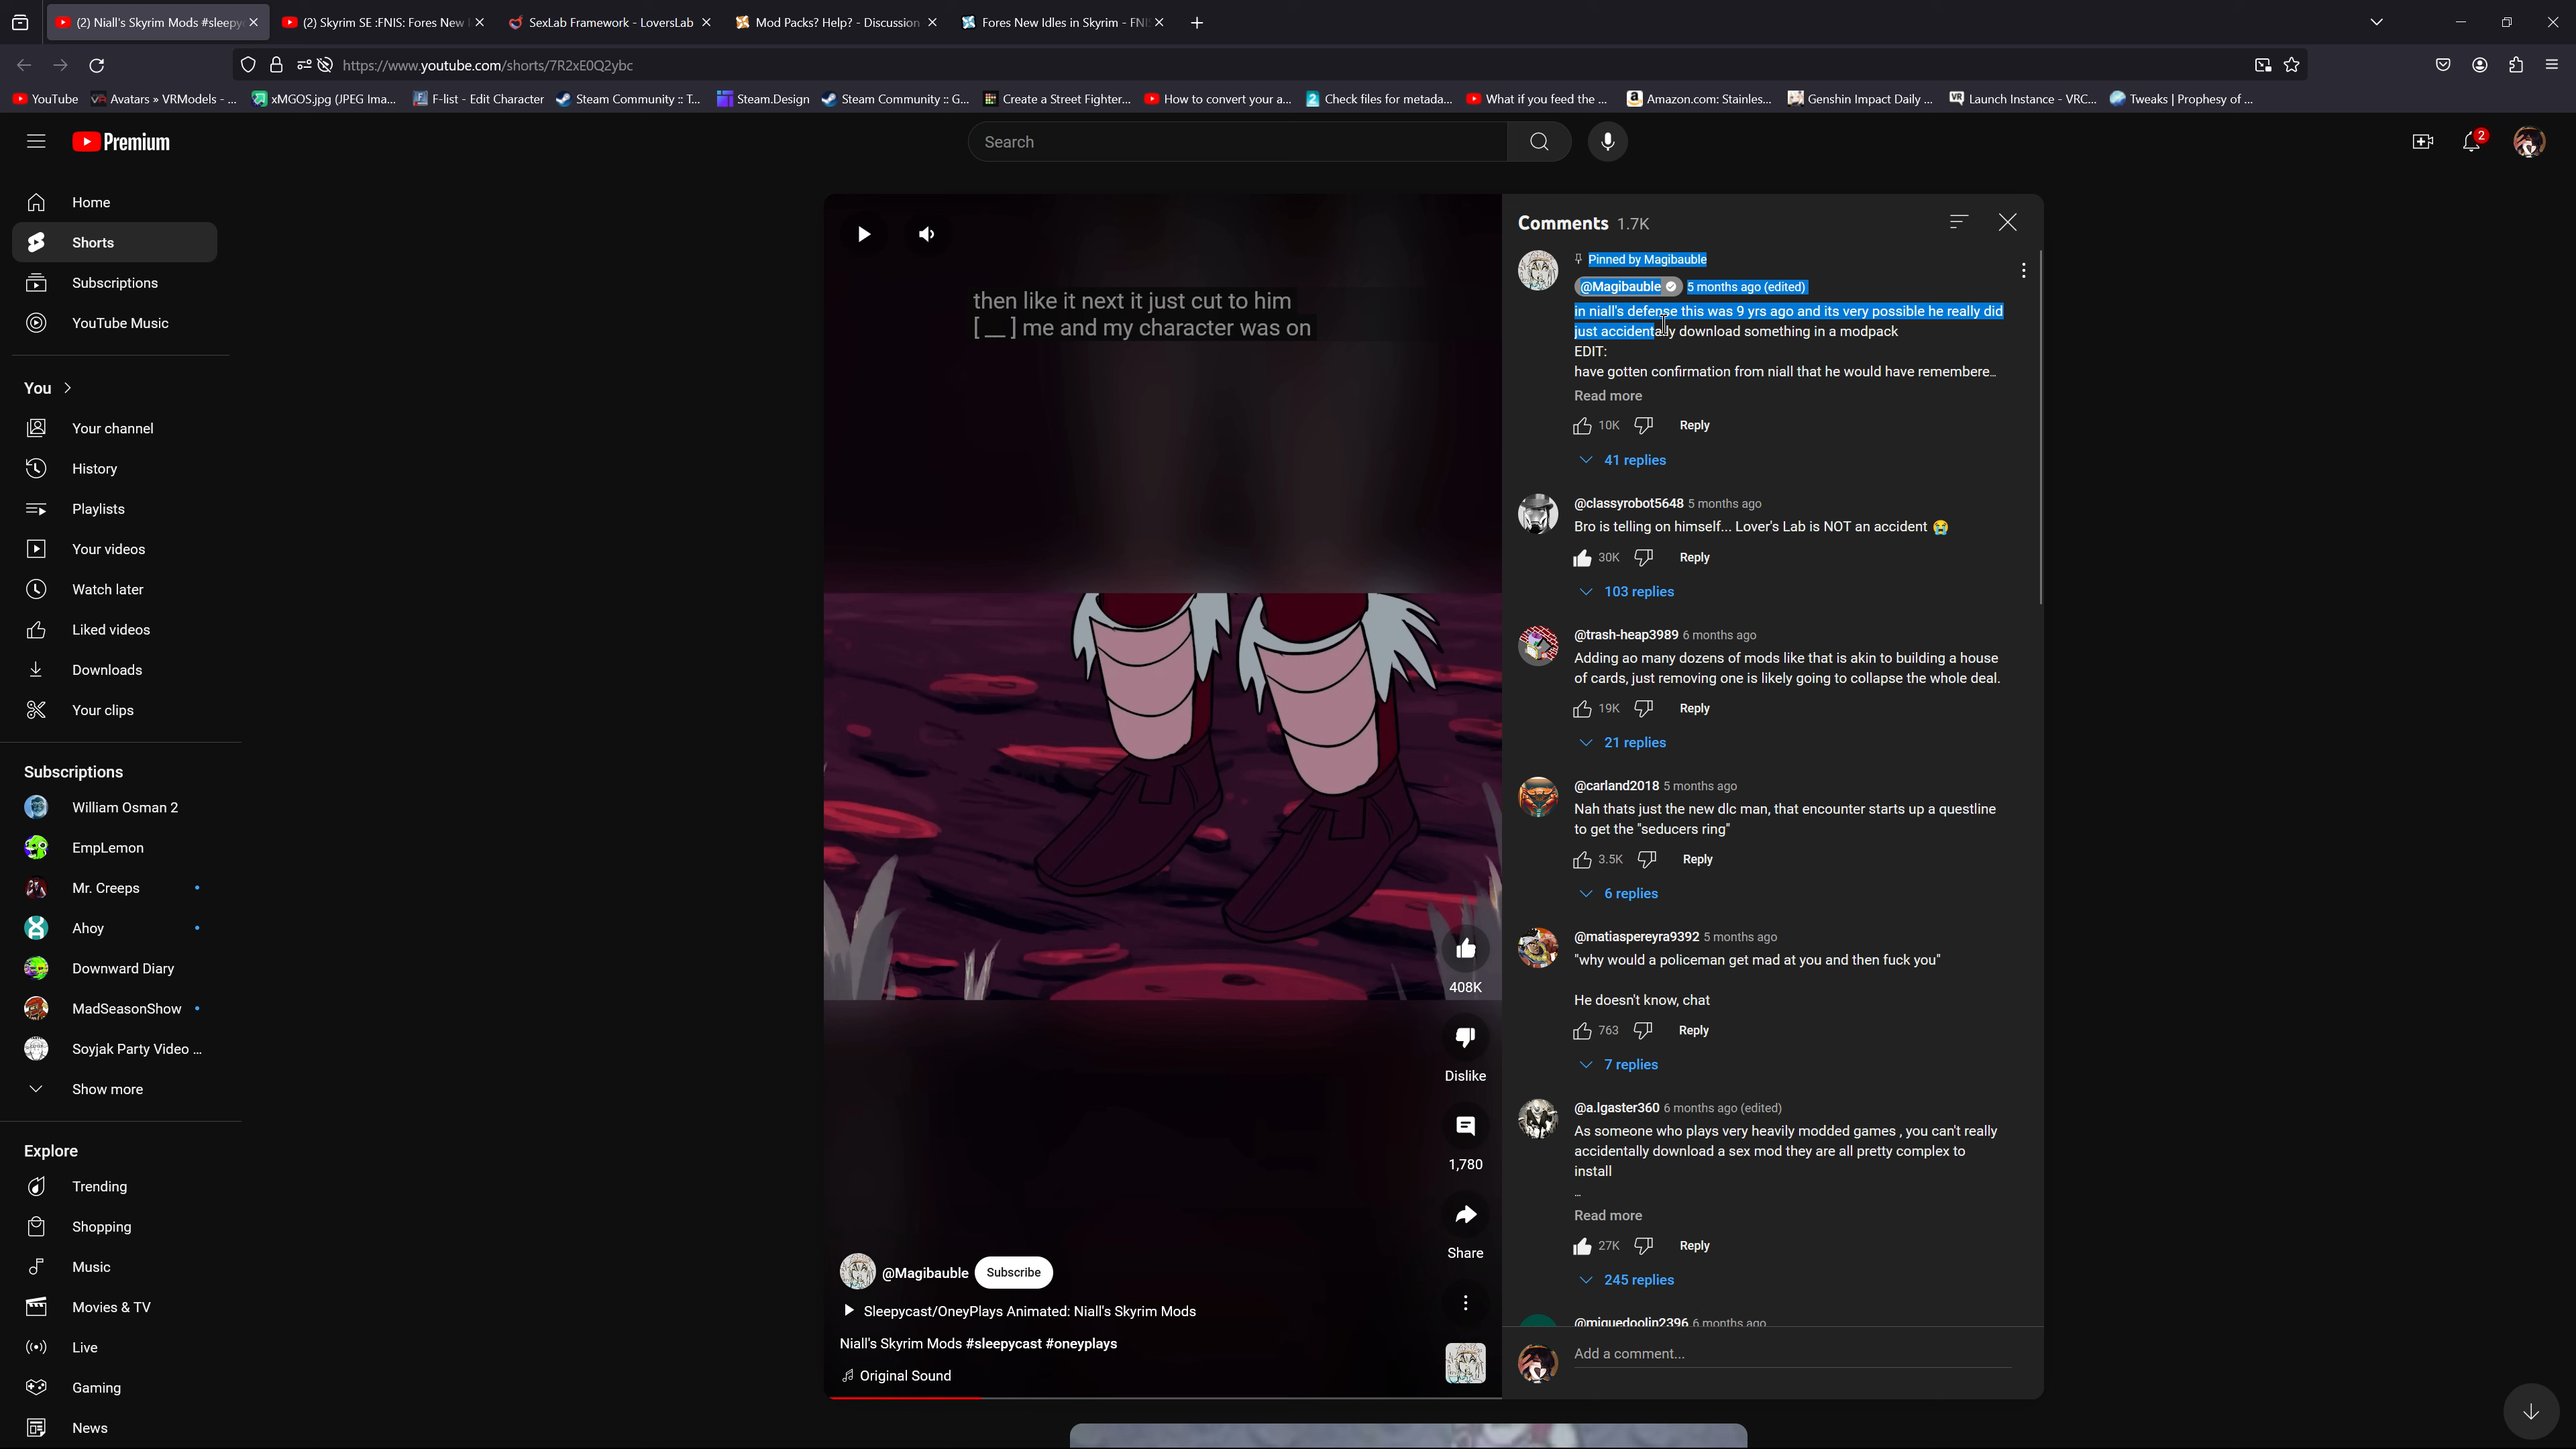 (2) Niall's Skyrim Mods #sleepy
(2) Skyrim SE :FNIS: Fores New
SexLab Framework - LoversLab
Mod Packs? Help? - Discussion
Fores New Idles in Skyrim - FNIS
https://www.youtube.com/shorts/7R2xE0Q2ybc
YouTube
Avatars » VRModels - ...
xMGOS.jpg (JPEG Ima...
F-list - Edit Character
Steam Community :: T...
Steam.Design
Steam Community :: G...
Create a Street Fighter...
How to convert your a...
Check files for metada...
What if you feed the ...
Amazon.com: Stainles...
Genshin Impact Daily ...
Launch Instance - VRC...
Tweaks | Prophesy of ...
Premium
Search
2
Home
Shorts
Subscriptions
YouTube Music
You
Your channel
History
Playlists
Your videos
Watch later
Liked videos
Downloads
Your clips
Subscriptions
William Osman 2
EmpLemon
Mr. Creeps
Ahoy
Downward Diary
MadSeasonShow
Soyjak Party Video ...
Show more
Explore
Trending
Shopping
Music
Movies & TV
Live
Gaming
News
then like it next it just cut to him
[ __ ] me and my character was on
408K
Dislike
1,780
Share
@Magibauble
Subscribe
Sleepycast/OneyPlays Animated: Niall's Skyrim Mods
Niall's Skyrim Mods #sleepycast #oneyplays
Original Sound
Comments 1.7K
Pinned by Magibauble
@Magibauble 5 months ago (edited)
in niall's defense this was 9 yrs ago and its very possible he really did
just accidentally download something in a modpack
EDIT:
have gotten confirmation from niall that he would have remembere...
Read more
10K
Reply
41 replies
@classyrobot5648 5 months ago
Bro is telling on himself... Lover's Lab is NOT an accident 😭
30K
Reply
103 replies
@trash-heap3989 6 months ago
Adding ao many dozens of mods like that is akin to building a house
of cards, just removing one is likely going to collapse the whole deal.
19K
Reply
21 replies
@carland2018 5 months ago
Nah thats just the new dlc man, that encounter starts up a questline
to get the "seducers ring"
3.5K
Reply
6 replies
@matiaspereyra9392 5 months ago
"why would a policeman get mad at you and then fuck you"
He doesn't know, chat
763
Reply
7 replies
@a.lgaster360 6 months ago (edited)
As someone who plays very heavily modded games , you can't really
accidentally download a sex mod they are all pretty complex to
install
...
Read more
27K
Reply
245 replies
@miguedoolin2396 6 months ago
Add a comment...